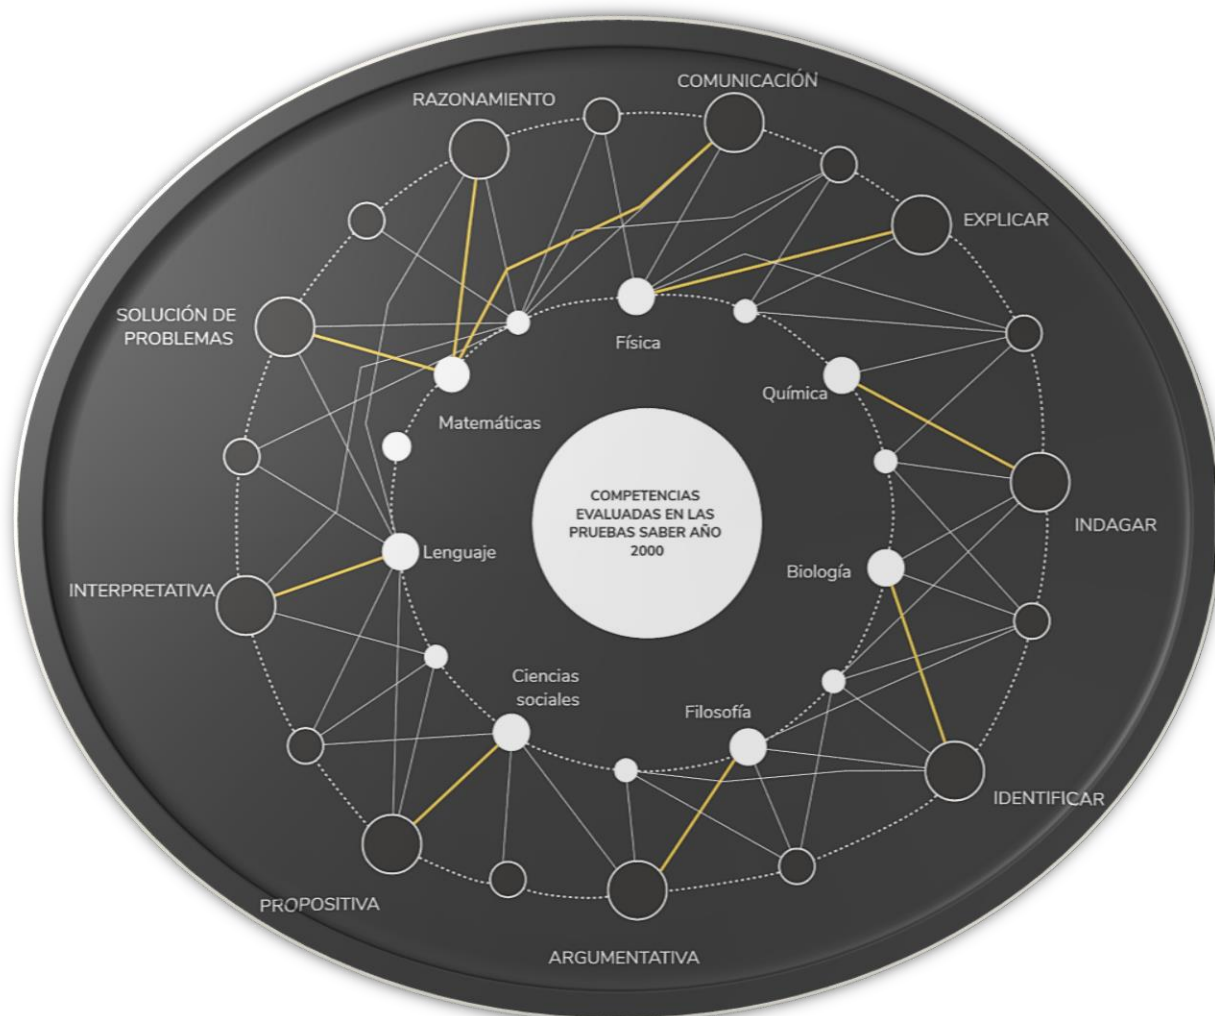 COMUNICACIÓN
RAZONAMIENTO
EXPLICAR
SOLUCIÓN DE
PROBLEMAS
Física
Química
Matemáticas
COMPETENCIAS
EVALUADAS EN LAS
PRUEBAS SABER AÑO
2000
INDAGAR
Lenguaje
Biología
INTERPRETATIVA
Ciencias
sociales
Filosofía
IDENTIFICAR
PROPOSITIVA
ARGUMENTATIVA